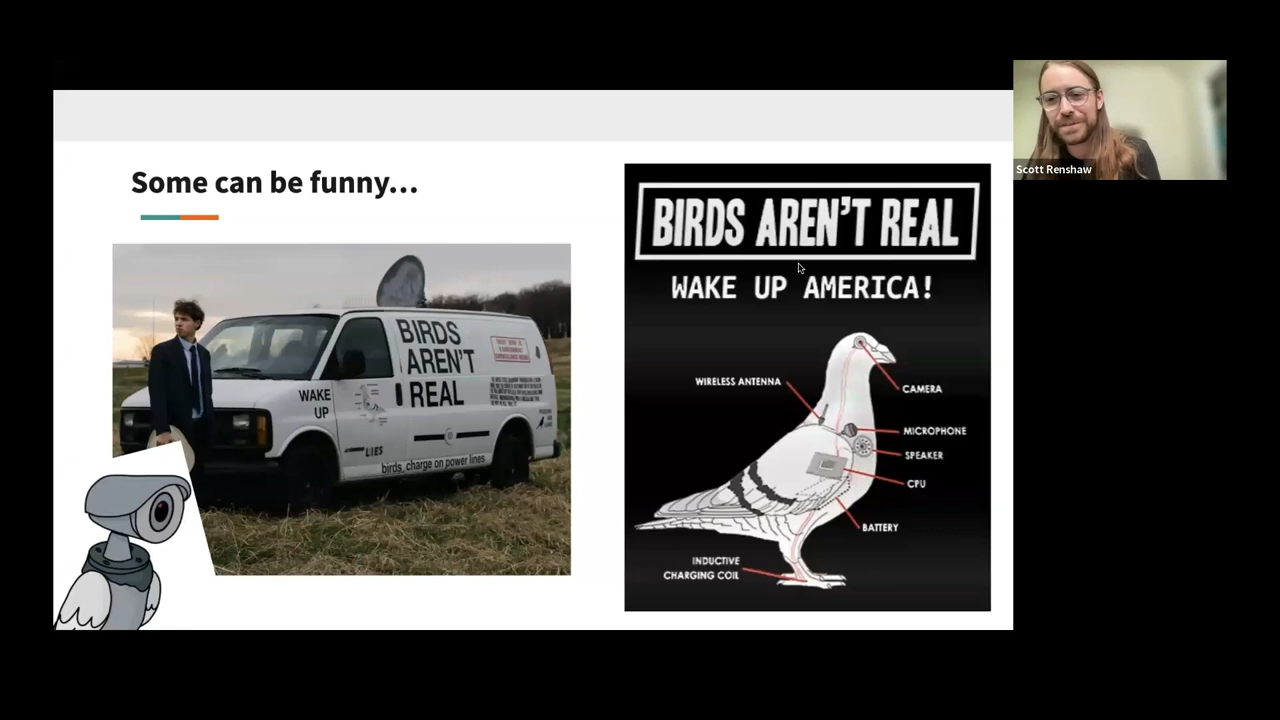 Some can be funny...
BIRDS
AREN'T
REAL
WAKE
UP
LIES
birds charge on power lines
BIRDS AREN'T REAL
WAKE UP AMERICA!
WIRELESS ANTENNA
CAMERA
MICROPHONE
SPEAKER
CPU
BATTERY
INDUCTIVE
CHARGING COIL
Scott Renshaw